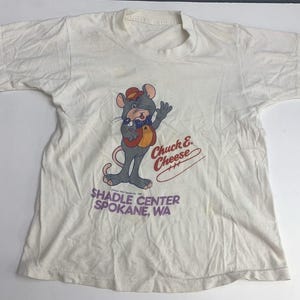 Chuck E.
Cheese
SHADLE CENTER
SPOKANE, WA